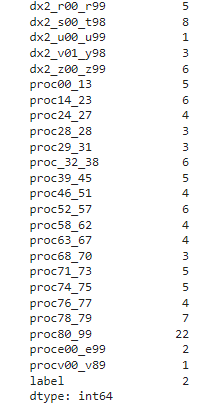 dx2_r00_r99 5
dx2_s00_t98 8
dx2_u00_u99 1
dx2_v01_y98 3
dx2_z00_z99 6
proc00_13 5
proc14_23 6
proc24_27 4
proc28_28 3
proc29_31 3
proc_32_38 6
proc39_45 5
proc46_51 4
proc52_57 6
proc58_62 4
proc63_67 4
proc68_70 3
proc71_73 5
proc74_75 5
proc76_77 4
proc78_79 7
proc80_99 22
proce00_e99 2
procv00_v89 1
label 2
dtype: int64